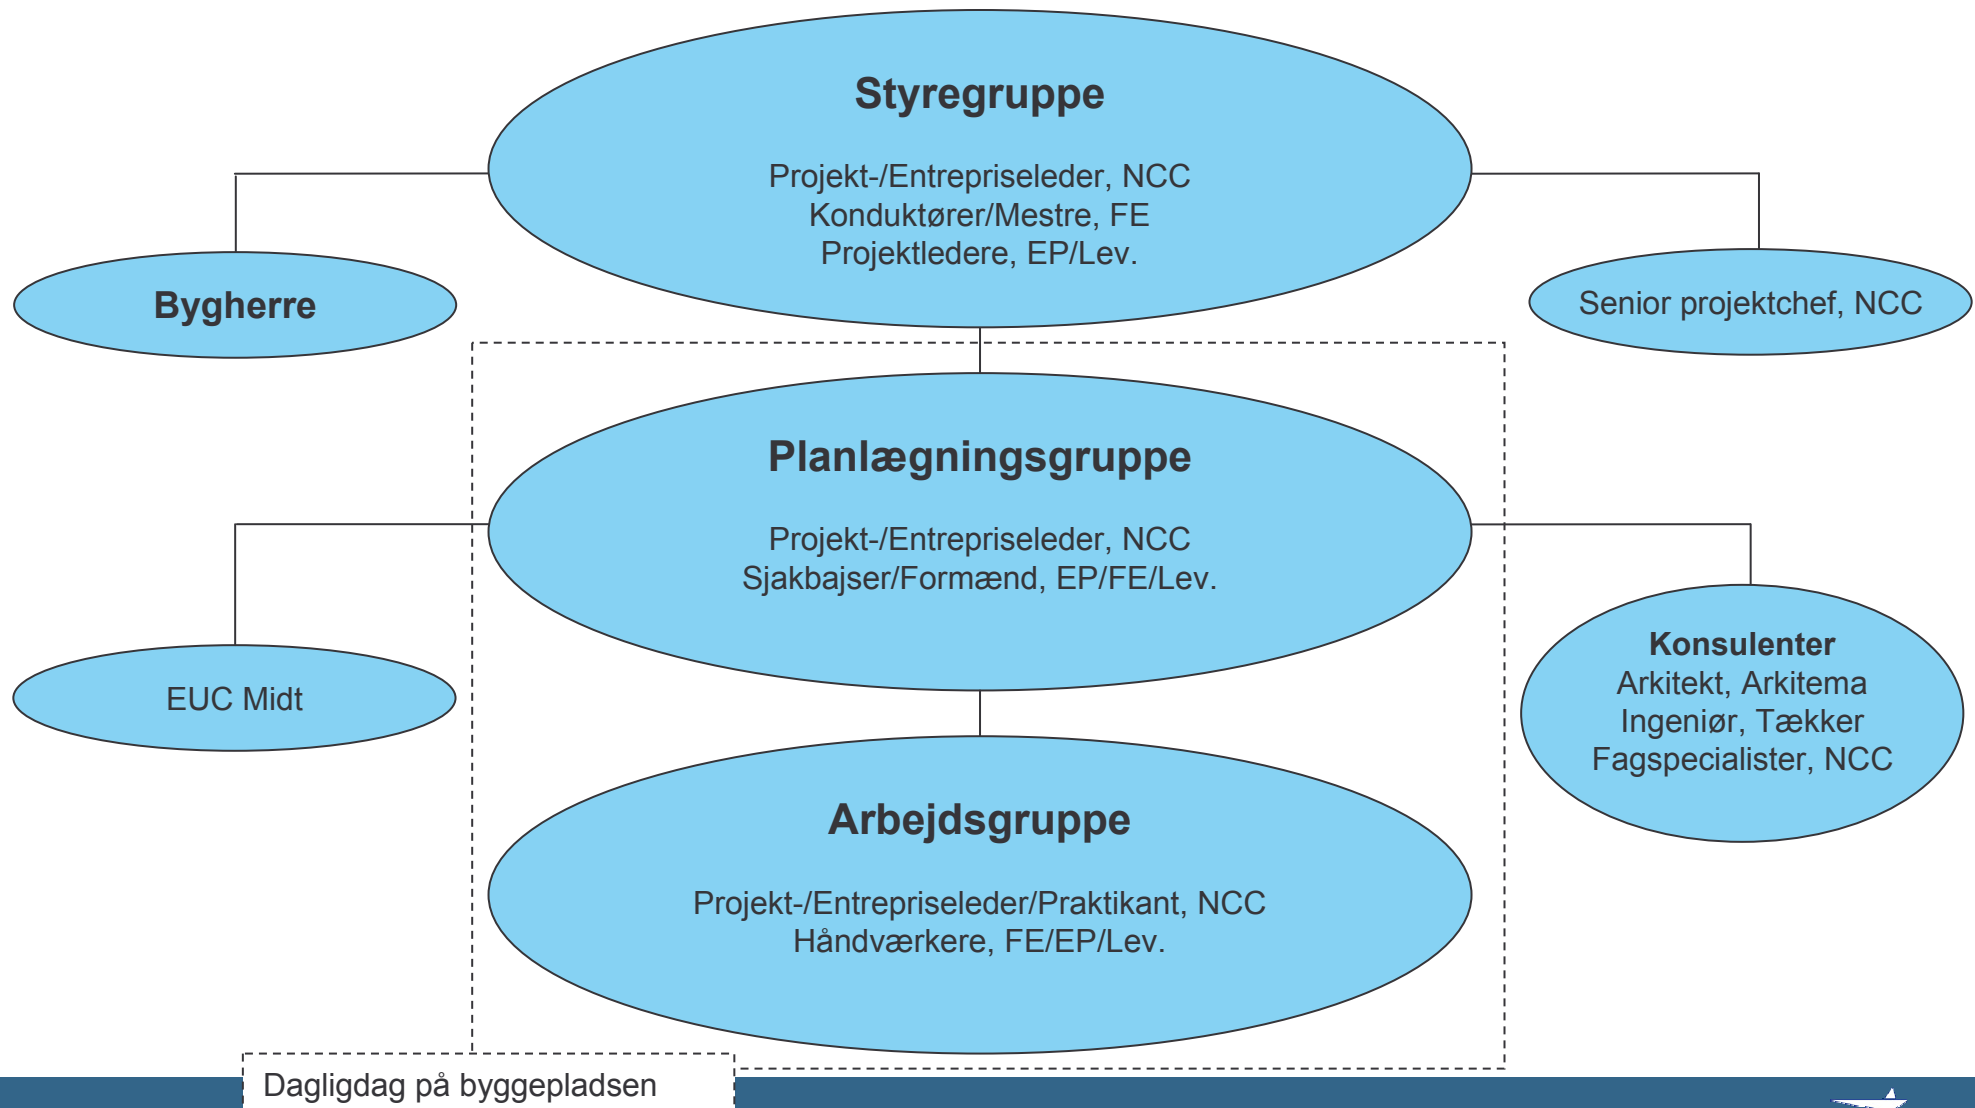 Styregruppe
Projekt-/Entrepriseleder, NCC
Konduktører/Mestre, FE
Projektledere, EP/Lev.
Bygherre
Senior projektchef, NCC
Planlægningsgruppe
Projekt-/Entrepriseleder, NCC
Sjakbajser/Formænd, EP/FE/Lev.
EUC Midt
Konsulenter
Arkitekt, Arkitema
Ingeniør, Tækker
Fagspecialister, NCC
Arbejdsgruppe
Projekt-/Entrepriseleder/Praktikant, NCC
Håndværkere, FE/EP/Lev.
Dagligdag på byggepladsen